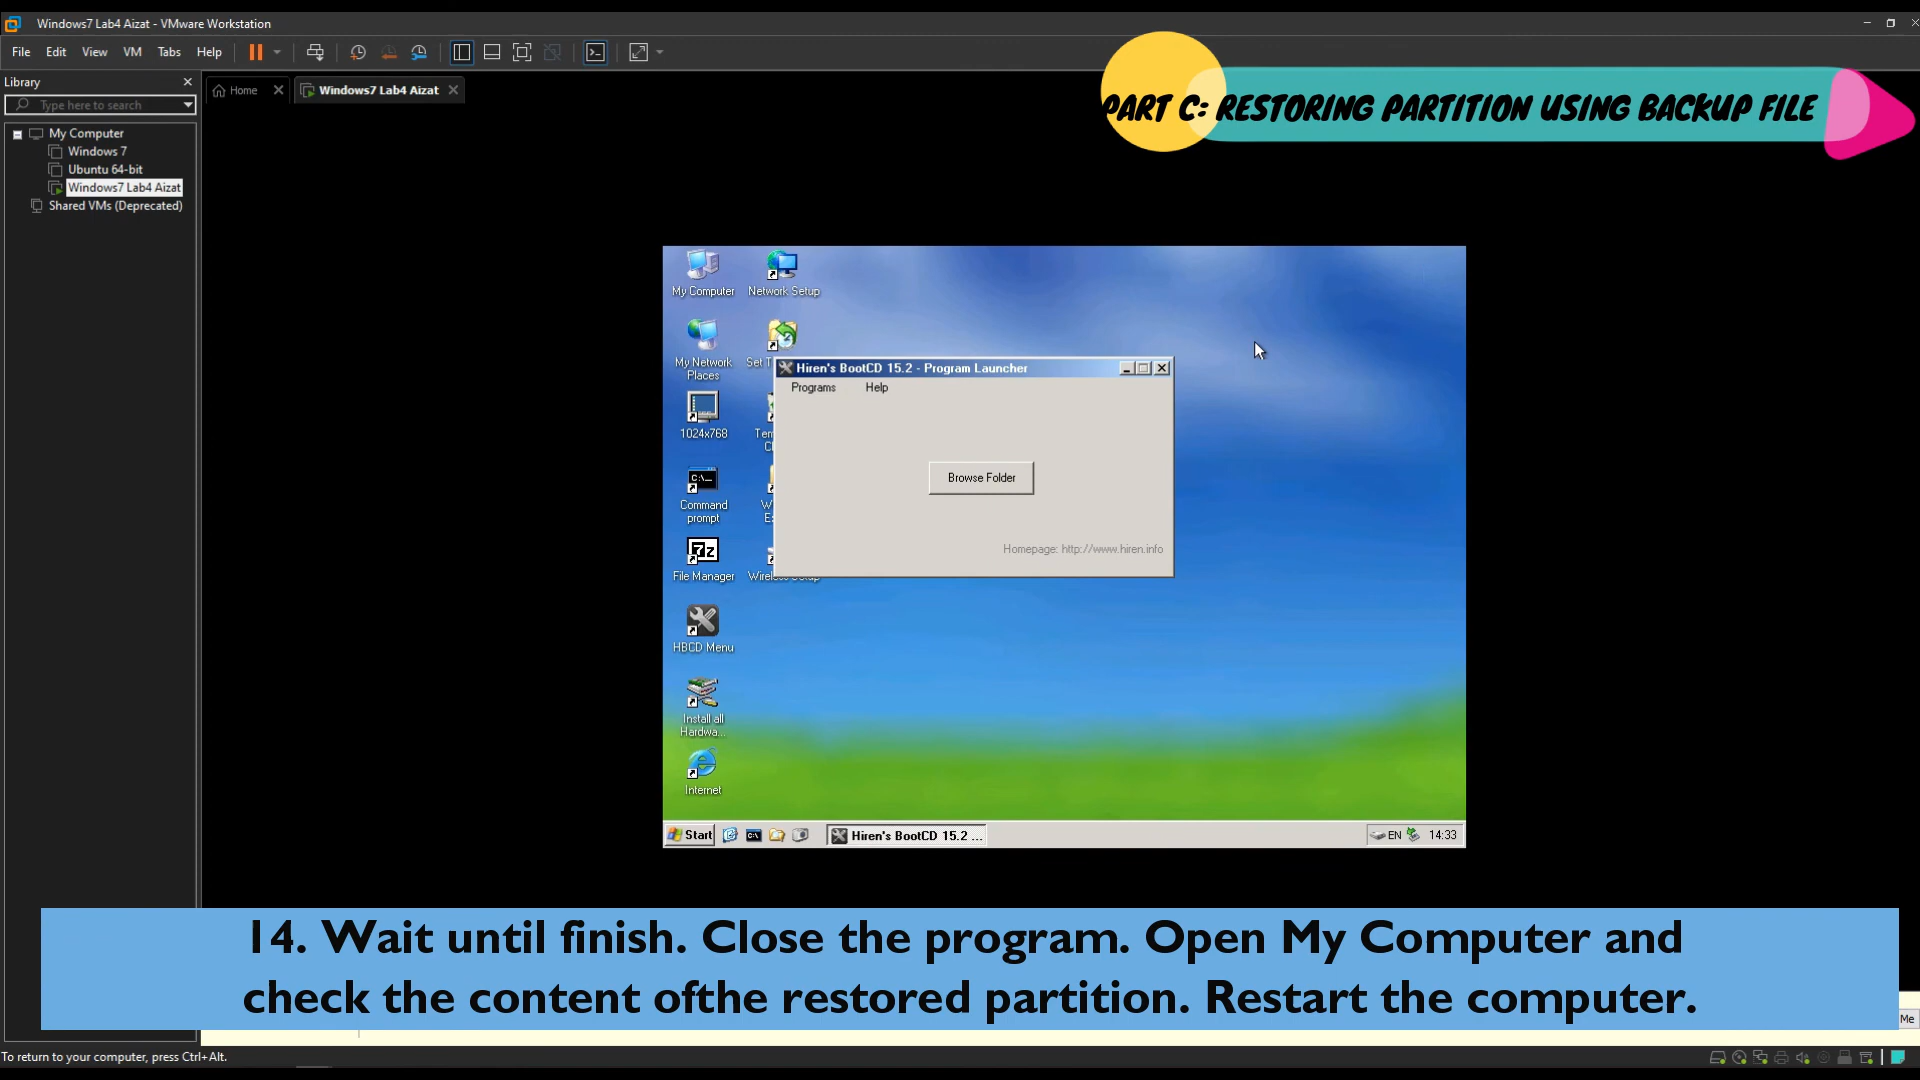 Windows7 Lab4 Aizat - VMware Workstation
File Edit View VM Tabs Help
Library
Type here to search
My Computer
Windows 7
Ubuntu 64-bit
Windows7 Lab4 Aizat
Shared VMs (Deprecated)
Home
Windows7 Lab4 Aizat
PART C: RESTORING PARTITION USING BACKUP FILE
My Computer
Network Setup
My Network
Places
Set T
1024x768
Command
prompt
File Manager
HBCD Menu
Install all
Hardwa...
Internet
Hiren's BootCD 15.2 - Program Launcher
Programs Help
Browse Folder
Homepage: http://www.hiren.info
Start
Hiren's BootCD 15.2 ...
EN 14:33
14. Wait until finish. Close the program. Open My Computer and
check the content ofthe restored partition. Restart the computer.
Me
To return to your computer, press Ctrl+Alt.